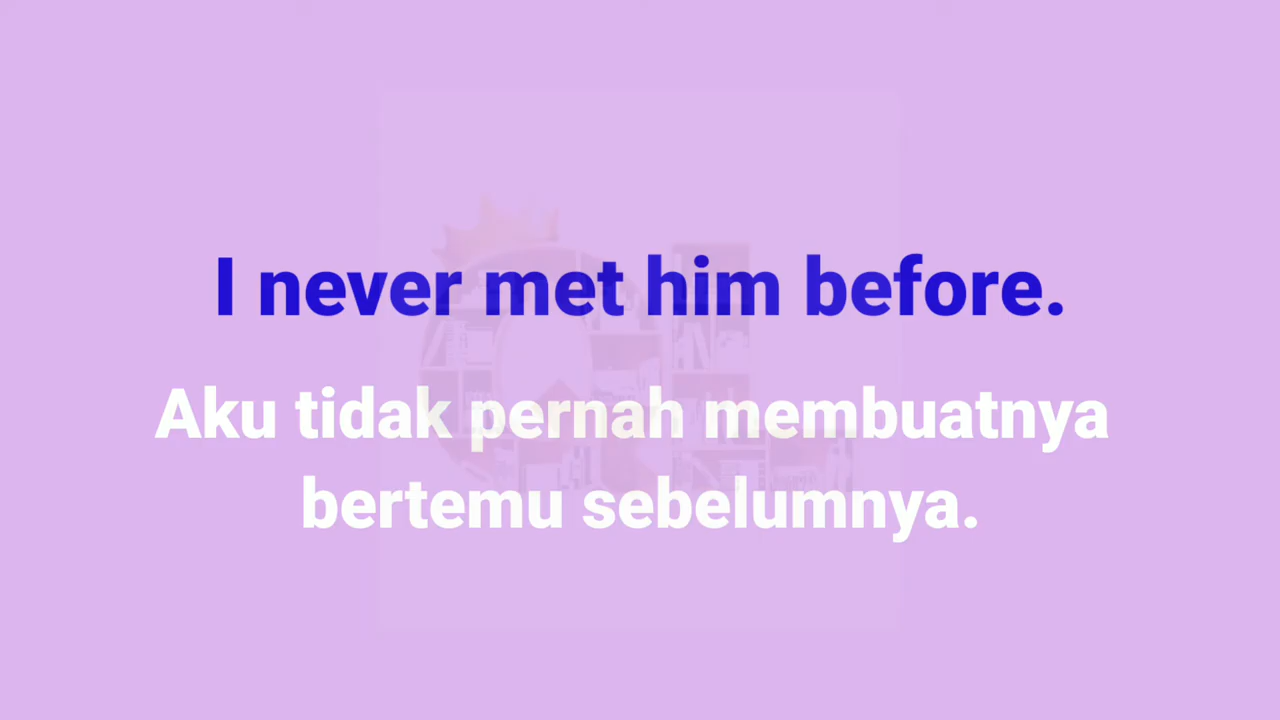 I never met him before.
Aku tidak pernah membuatnya
bertemu sebelumnya.